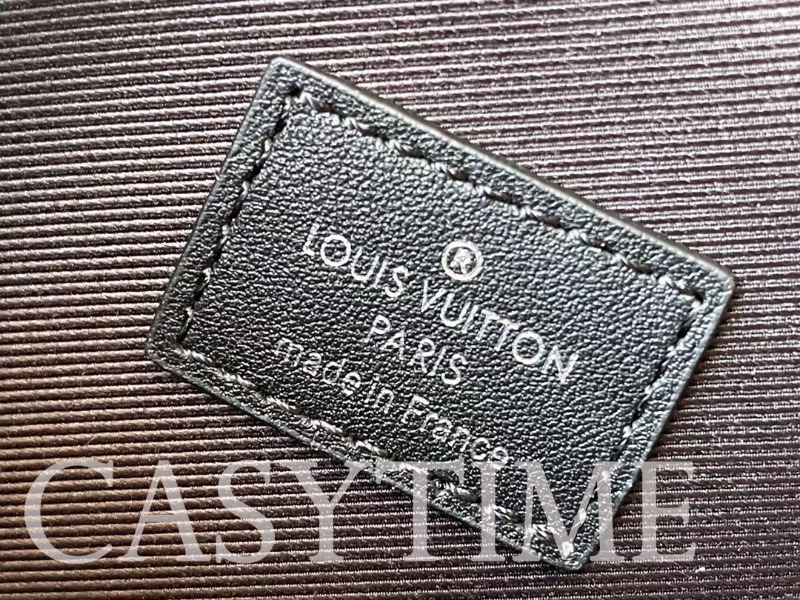 ®
LOUIS VUITTON
PARIS
made in France
CASYTIME